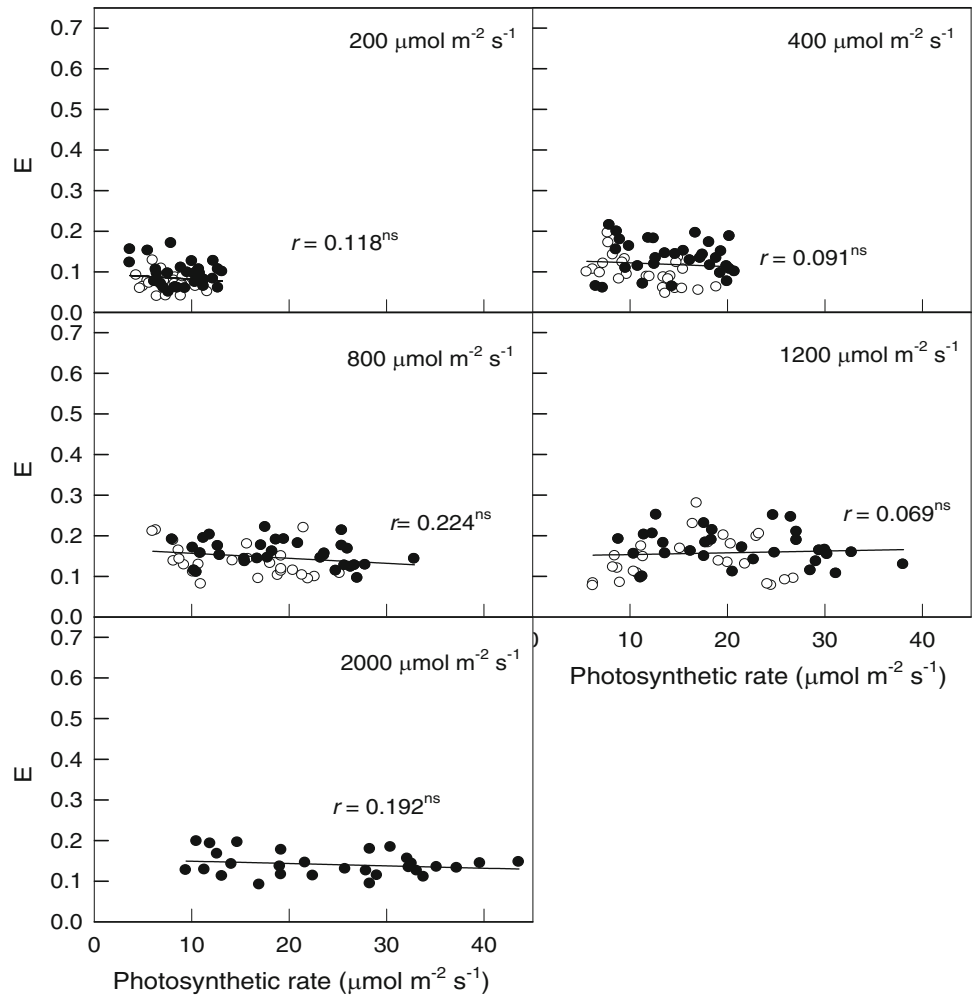 200 μmol m⁻² s⁻¹
400 μmol m⁻² s⁻¹
0.7
0.6
0.5
0.4
E
0.3
0.2
0.1
0.0
r = 0.118ⁿˢ
r = 0.091ⁿˢ
800 μmol m⁻² s⁻¹
1200 μmol m⁻² s⁻¹
0.7
0.6
0.5
0.4
E
0.3
0.2
0.1
0.0
r= 0.224ⁿˢ
r = 0.069ⁿˢ
0 10 20 30 40
Photosynthetic rate (μmol m⁻² s⁻¹)
2000 μmol m⁻² s⁻¹
0.7
0.6
0.5
0.4
E
0.3
0.2
0.1
0.0
r = 0.192ⁿˢ
0 10 20 30 40
Photosynthetic rate (μmol m⁻² s⁻¹)